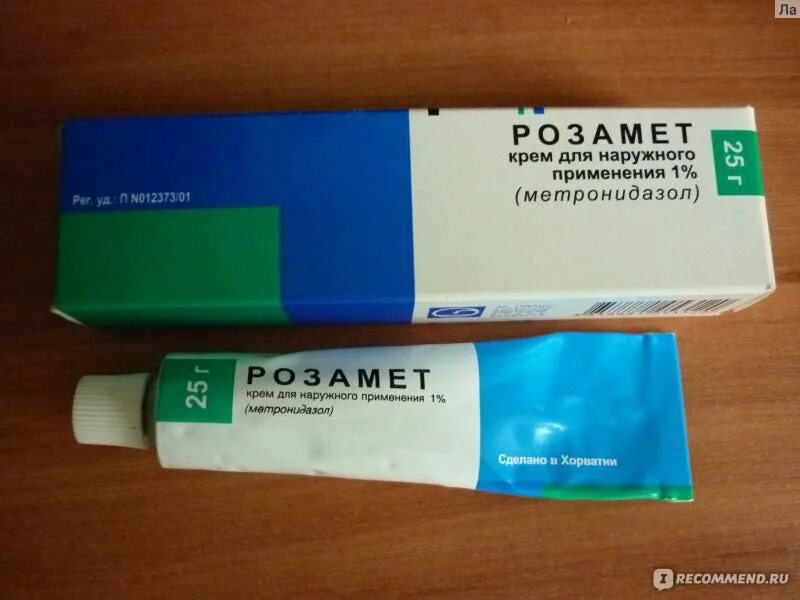 Ла
РОЗАМЕТ
крем для наружного
применения 1%
(метронидазол)
25 г
Рег. уд.: П N012373/01
25 г
РОЗАМЕТ
крем для наружного применения 1%
(метронидазол)
Сделано в Хорватии
IRECOMMEND.RU